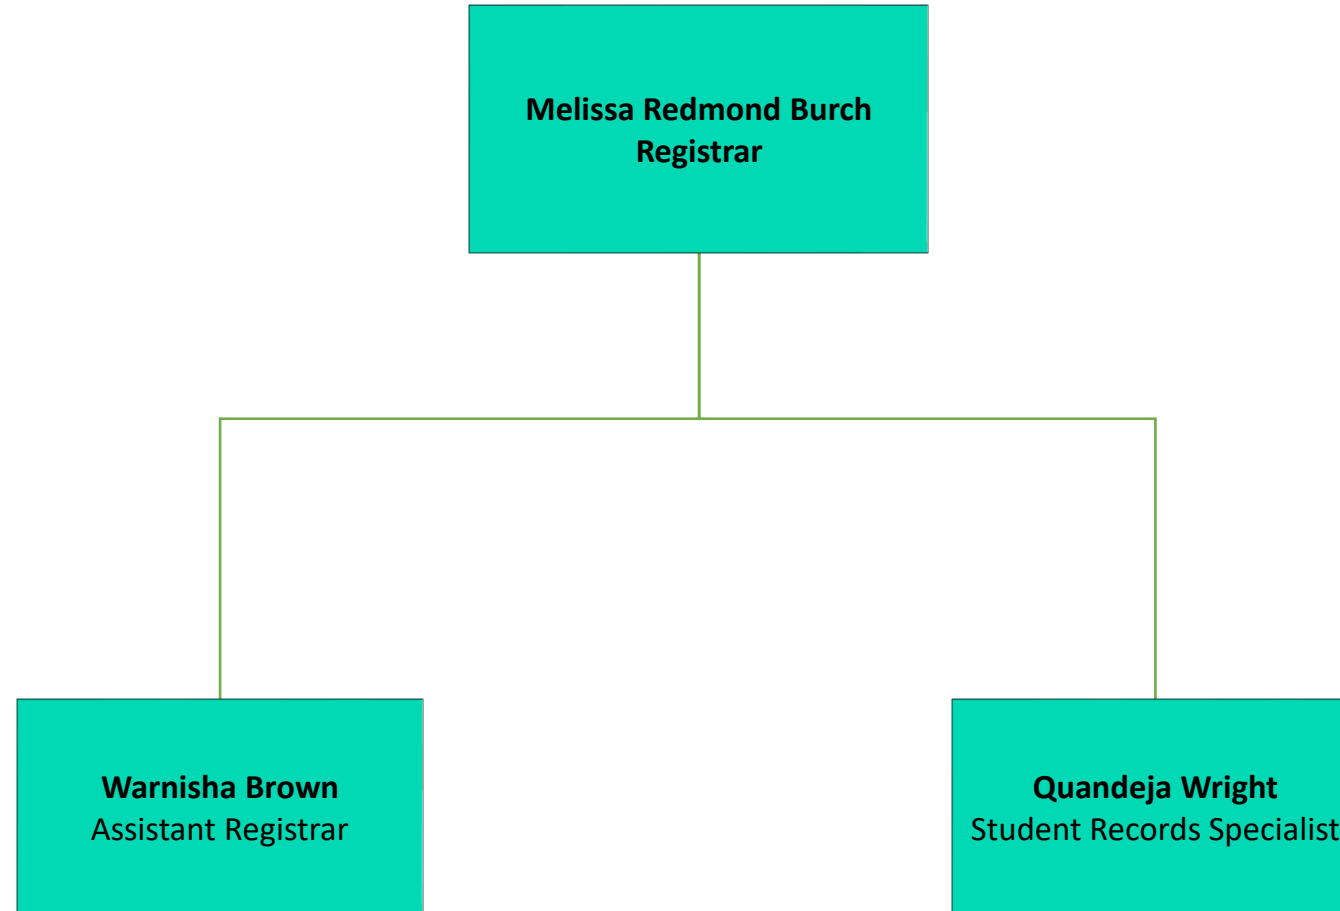 Melissa Redmond Burch
Registrar
Warnisha Brown
Assistant Registrar
Quandeja Wright
Student Records Specialist